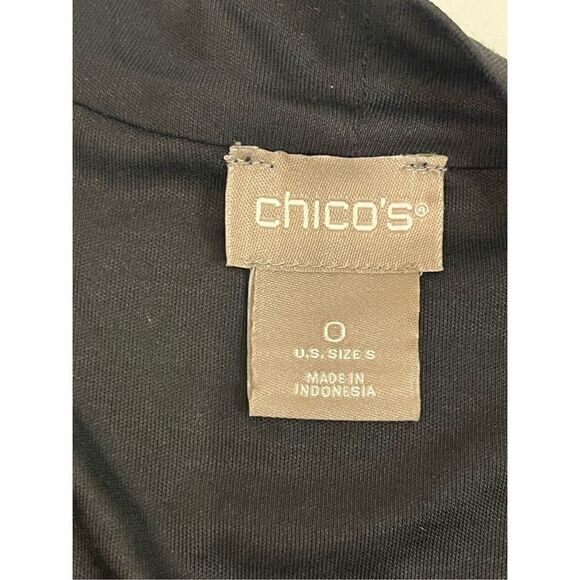 chico's®
0
U.S. SIZE S
MADE IN
INDONESIA